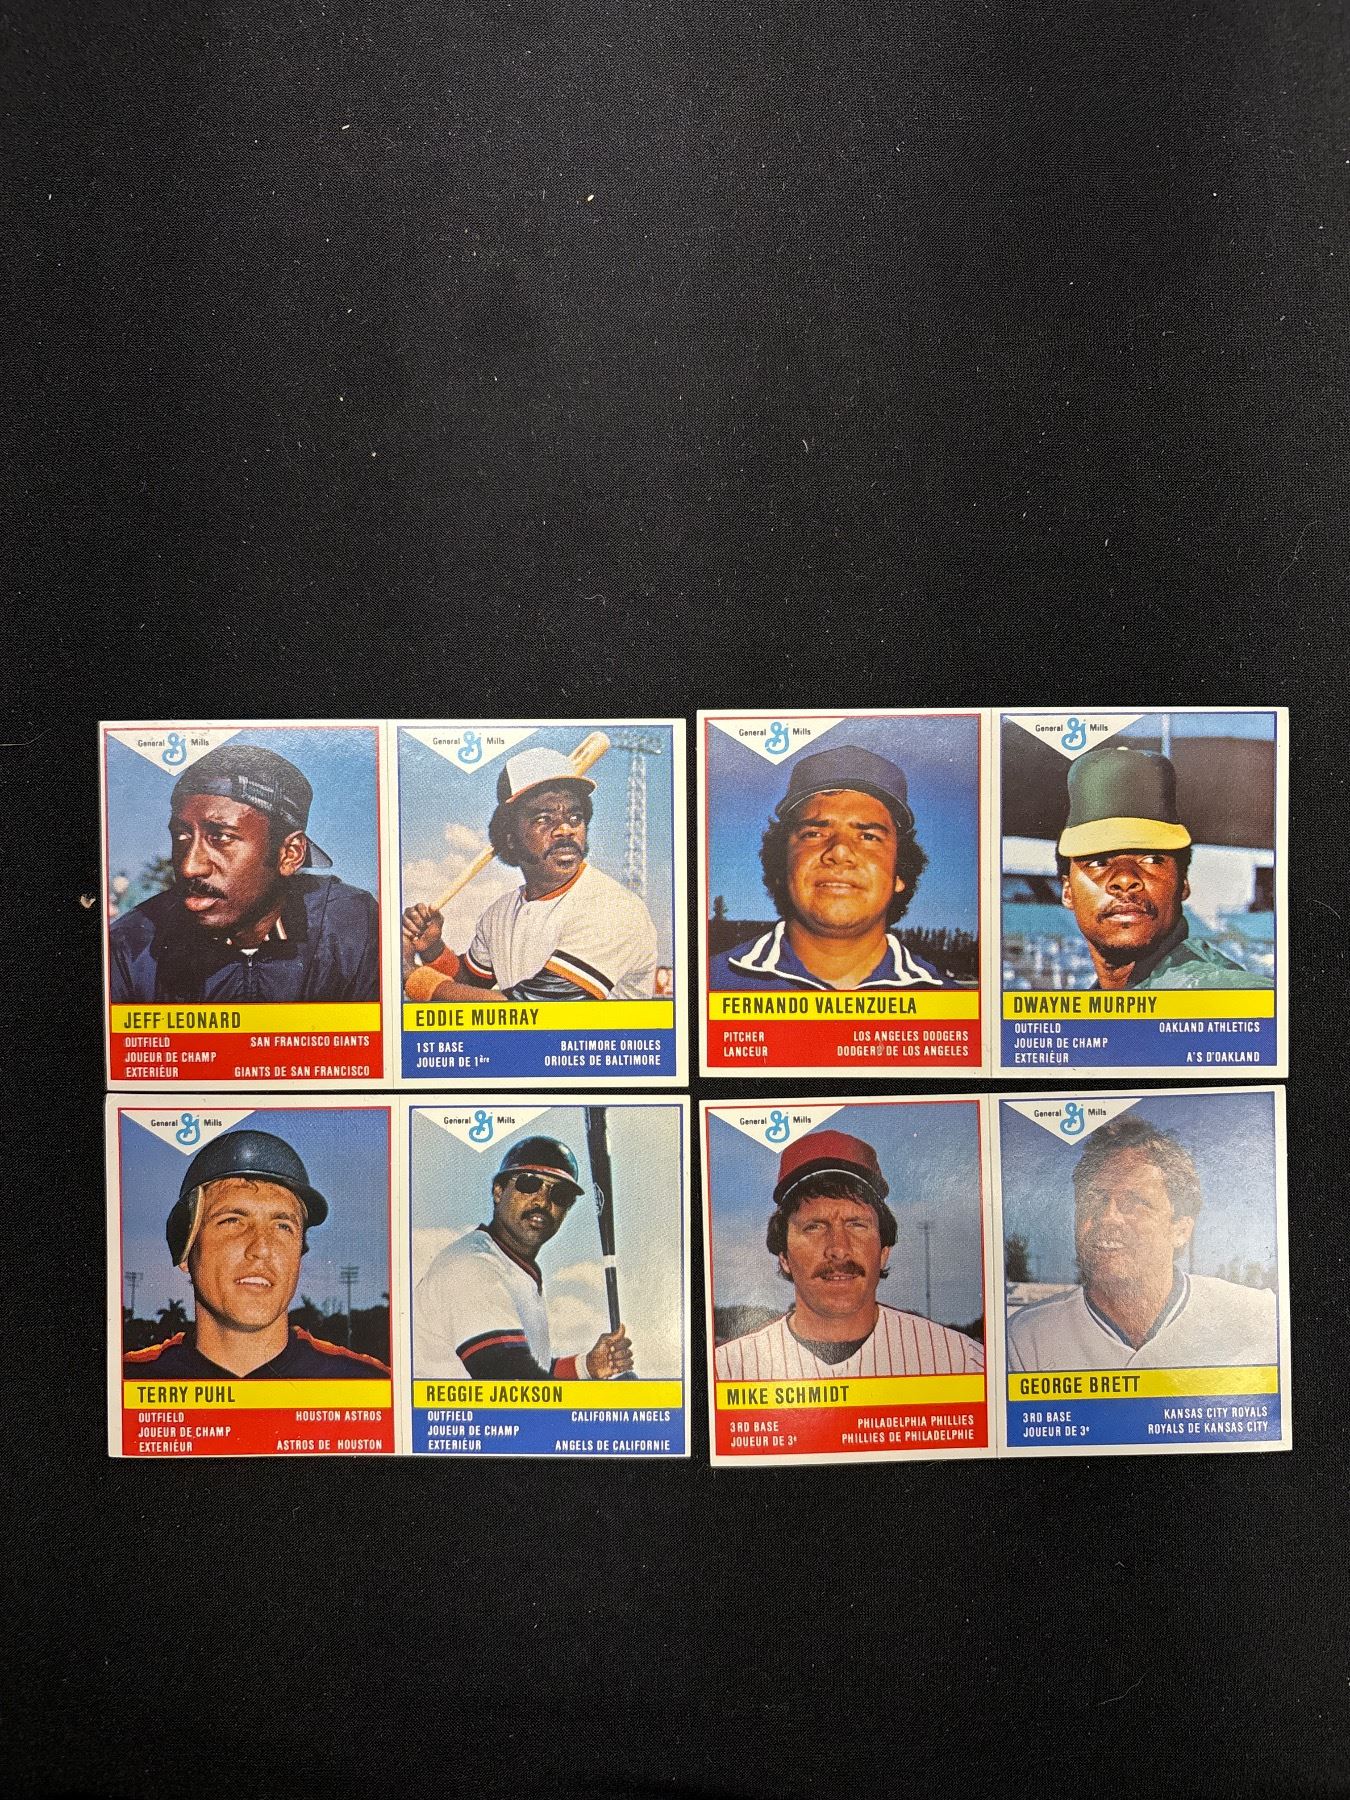 General Mills
JEFF LEONARD
OUTFIELD SAN FRANCISCO GIANTS
JOUEUR DE CHAMP
EXTERIÉUR GIANTS DE SAN FRANCISCO
General Mills
EDDIE MURRAY
1ST BASE BALTIMORE ORIOLES
JOUEUR DE 1ère ORIOLES DE BALTIMORE
General Mills
FERNANDO VALENZUELA
PITCHER LOS ANGELES DODGERS
LANCEUR DODGERS DE LOS ANGELES
General Mills
DWAYNE MURPHY
OUTFIELD OAKLAND ATHLETICS
JOUEUR DE CHAMP
EXTERIÉUR A'S D'OAKLAND
General Mills
TERRY PUHL
OUTFIELD HOUSTON ASTROS
JOUEUR DE CHAMP
EXTERIÉUR ASTROS DE HOUSTON
General Mills
REGGIE JACKSON
OUTFIELD CALIFORNIA ANGELS
JOUEUR DE CHAMP
EXTERIÉUR ANGELS DE CALIFORNIE
General Mills
MIKE SCHMIDT
3RD BASE PHILADELPHIA PHILLIES
JOUEUR DE 3e PHILLIES DE PHILADELPHIE
General Mills
GEORGE BRETT
3RD BASE KANSAS CITY ROYALS
JOUEUR DE 3e ROYALS DE KANSAS CITY